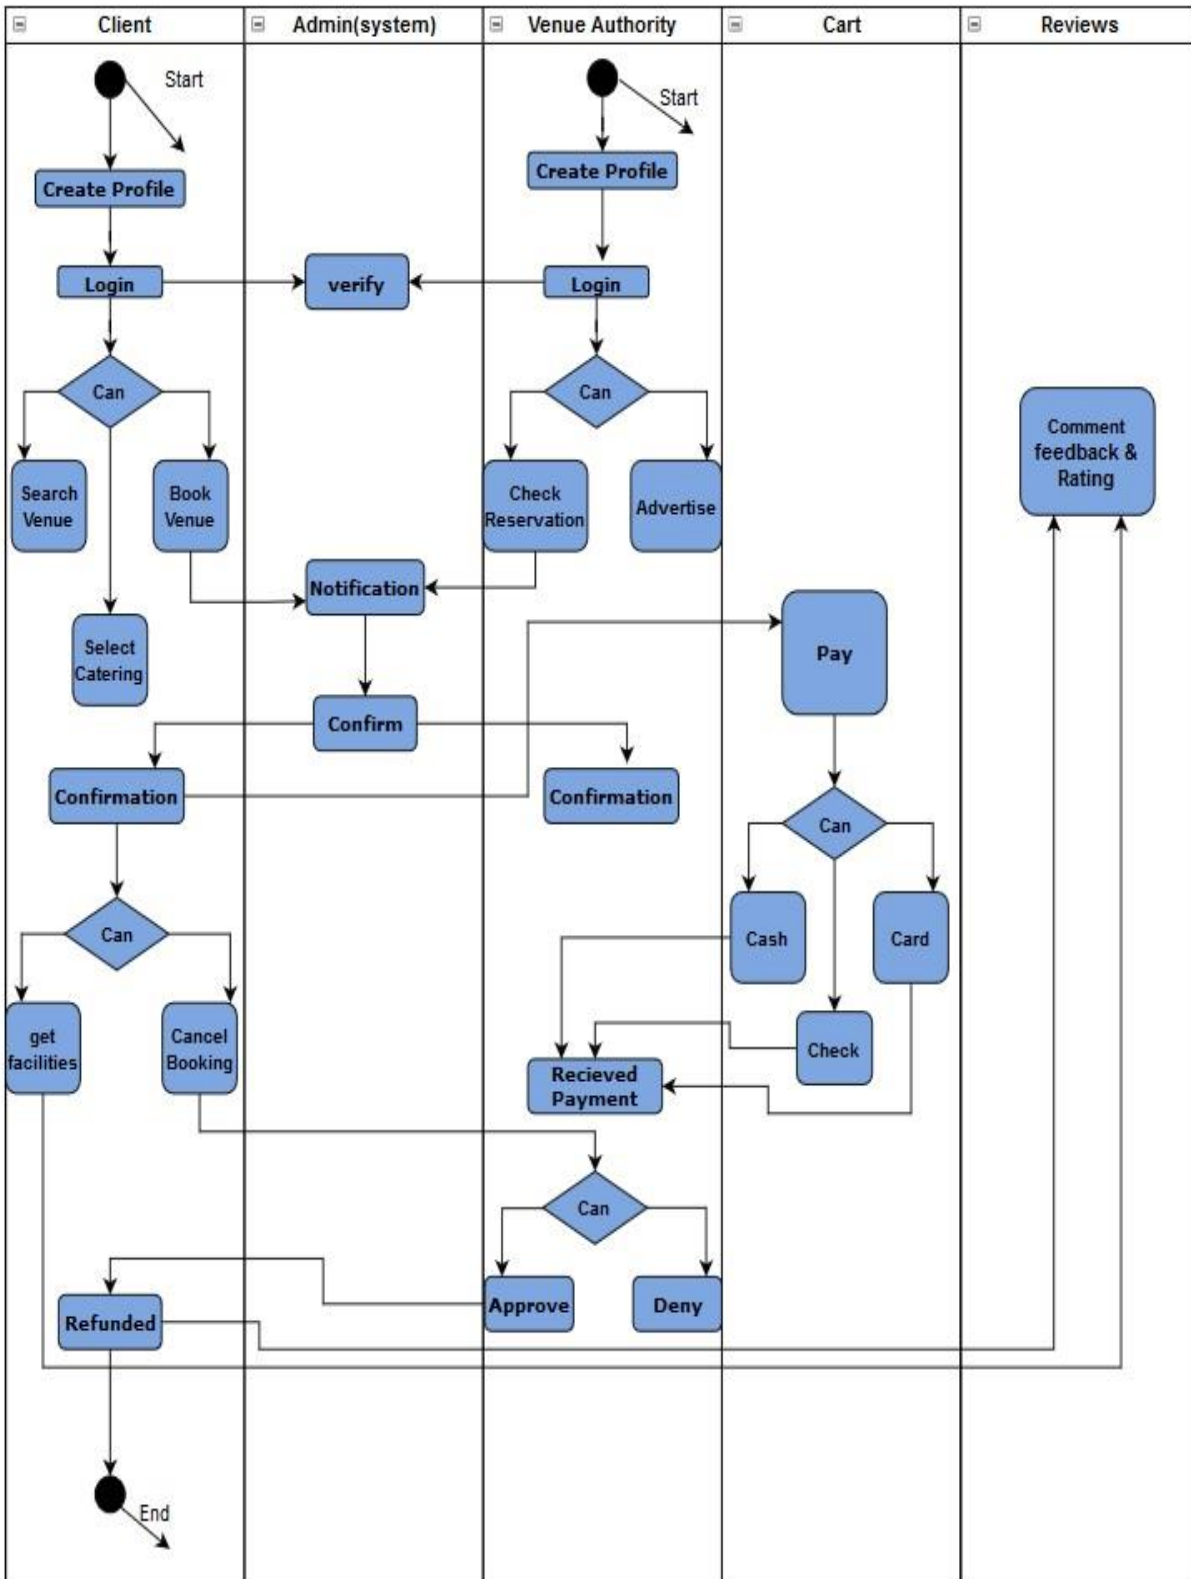 Client
Admin(system)
Venue Authority
Cart
Reviews
Start
Start
Create Profile
Create Profile
Login
verify
Login
Can
Can
Search
Venue
Book
Venue
Check
Reservation
Advertise
Comment
feedback &
Rating
Notification
Select
Catering
Pay
Confirm
Confirmation
Confirmation
Can
Can
Cash
Card
get
facilities
Cancel
Booking
Check
Recieved
Payment
Can
Approve
Deny
Refunded
End